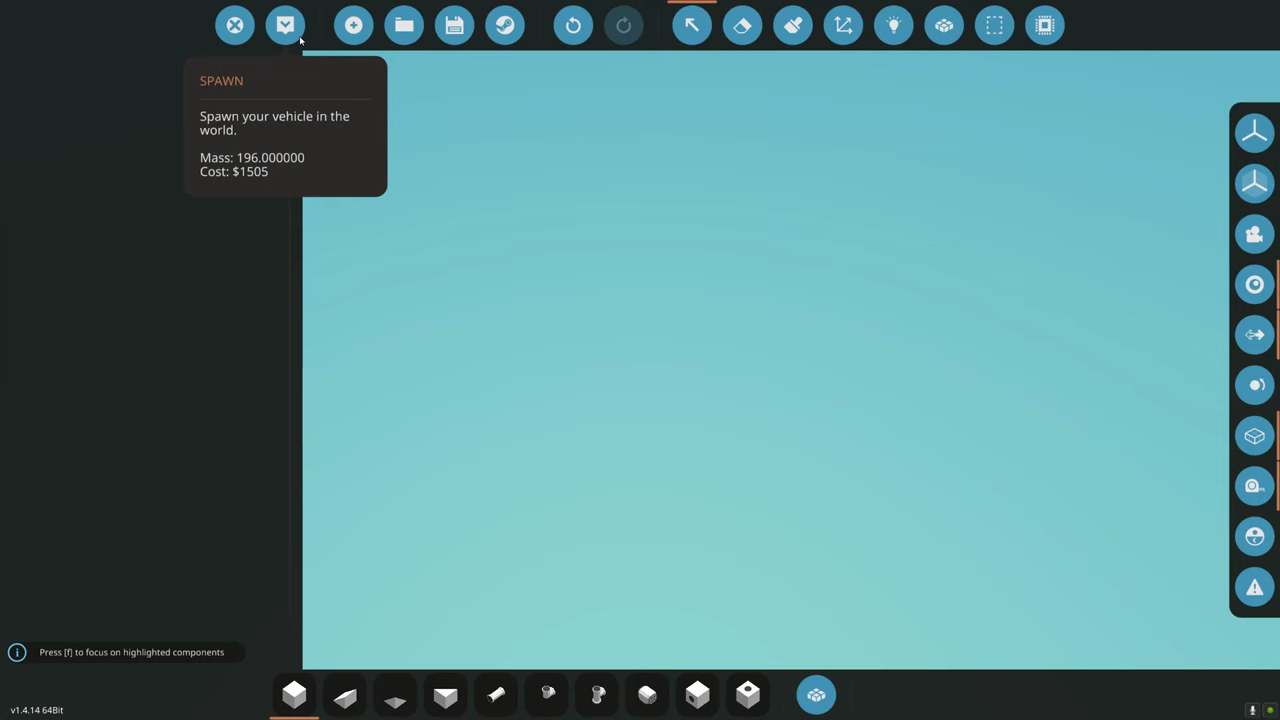 SPAWN
Spawn your vehicle in the
world.
Mass: 196.000000
Cost: $1505
Press [f] to focus on highlighted components
v1.4.14 64Bit